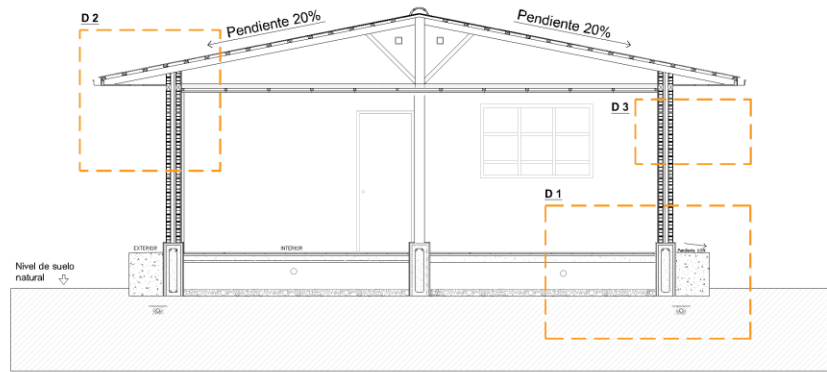 D 2
Pendiente 20%
Pendiente 20%
D 3
D 1
EXTERIOR
INTERIOR
Nivel de suelo
natural